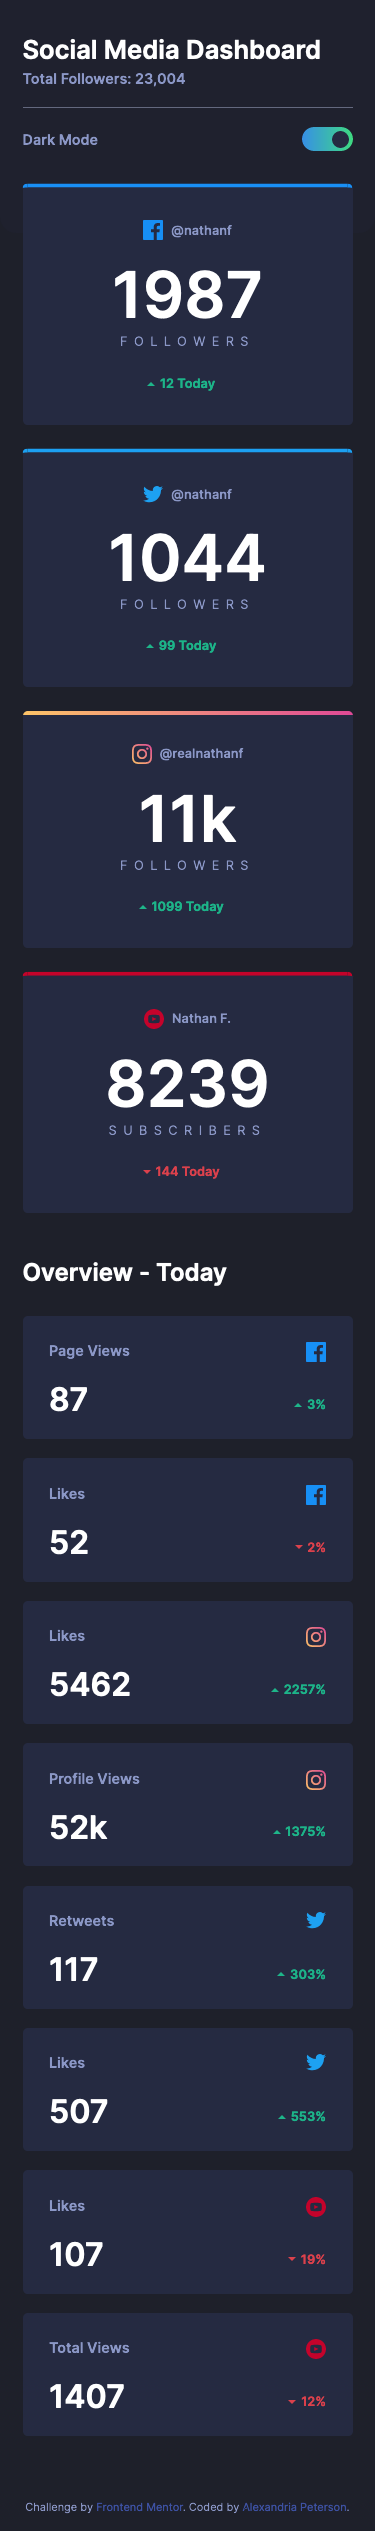 Social Media Dashboard
Total Followers: 23,004
Dark Mode
@nathanf
1987
FOLLOWERS
12 Today
@nathanf
1044
FOLLOWERS
99 Today
@realnathanf
11k
FOLLOWERS
1099 Today
Nathan F.
8239
SUBSCRIBERS
144 Today
Overview - Today
Page Views
87
3%
Likes
52
2%
Likes
5462
2257%
Profile Views
52k
1375%
Retweets
117
303%
Likes
507
553%
Likes
107
19%
Total Views
1407
12%
Challenge by Frontend Mentor. Coded by Alexandria Peterson.